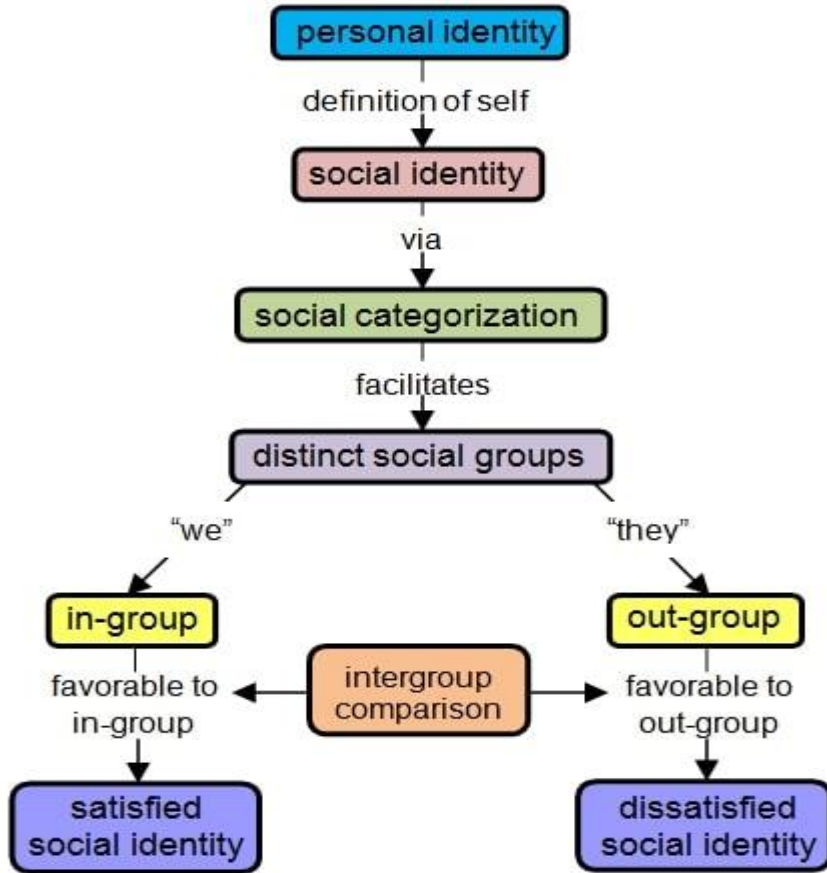 personal identity
definition of self
social identity
via
social categorization
facilitates
distinct social groups
“we”
“they”
in-group
out-group
favorable to
in-group
intergroup
comparison
favorable to
out-group
satisfied
social identity
dissatisfied
social identity